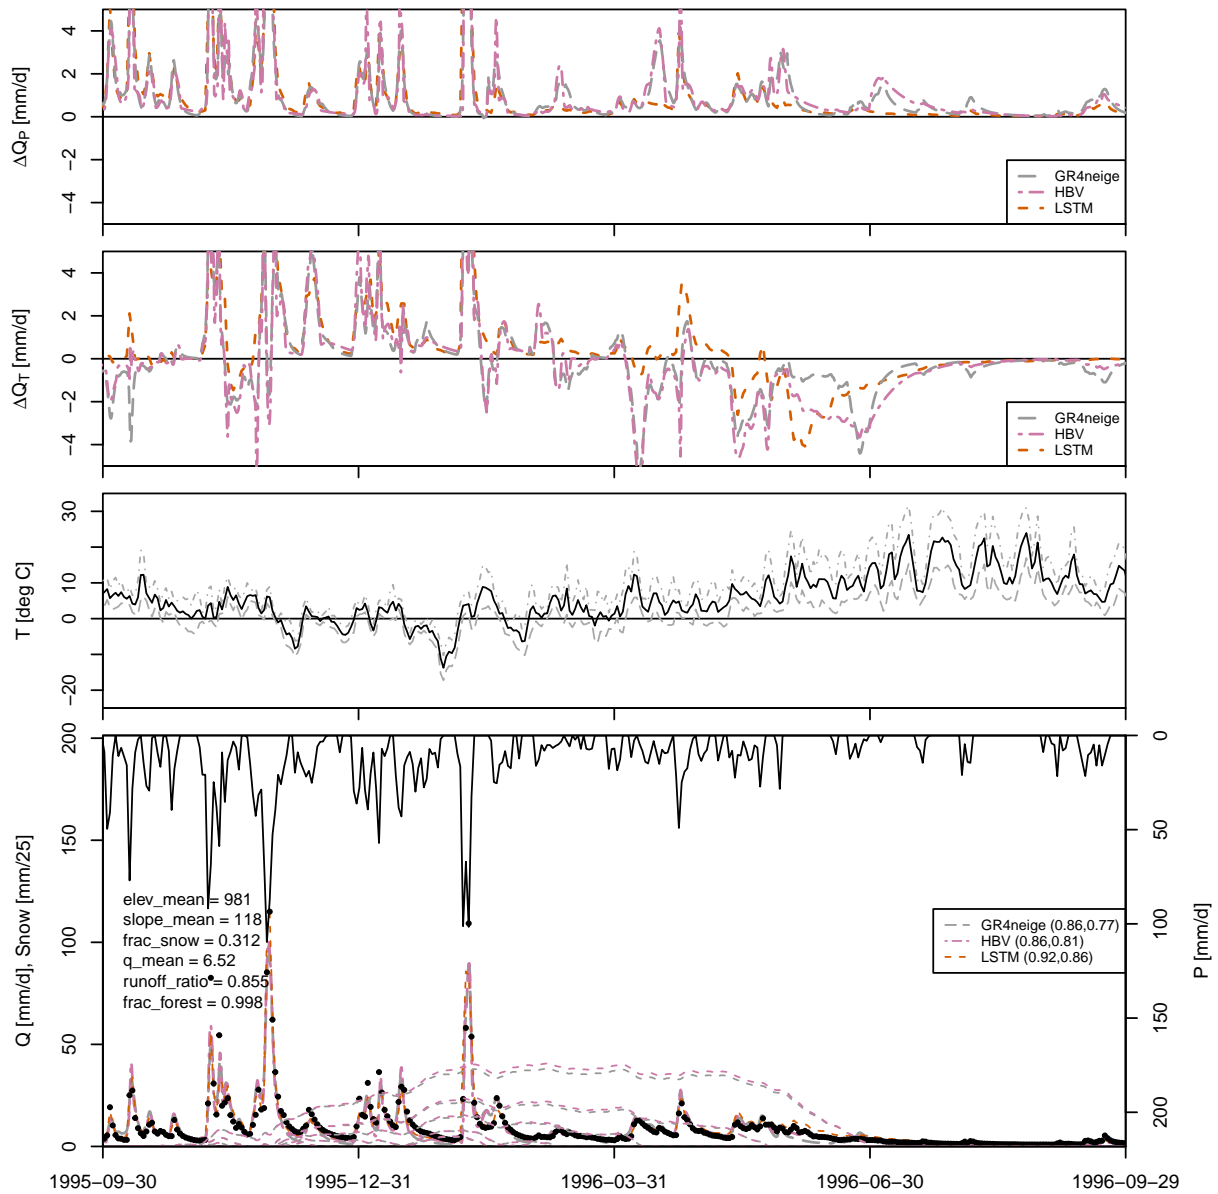 4
2
0
−2
−4
ΔQP [mm/d]
GR4neige
HBV
LSTM
4
2
0
−2
−4
ΔQT [mm/d]
GR4neige
HBV
LSTM
30
10
0
−20
T [deg C]
200
150
100
50
0
Q [mm/d], Snow [mm/25]
0
50
100
150
200
P [mm/d]
elev_mean = 981
slope_mean = 118
frac_snow = 0.312
q_mean = 6.52
runoff_ratio = 0.855
frac_forest = 0.998
GR4neige (0.86,0.77)
HBV (0.86,0.81)
LSTM (0.92,0.86)
1995−09−30 1995−12−31 1996−03−31 1996−06−30 1996−09−29